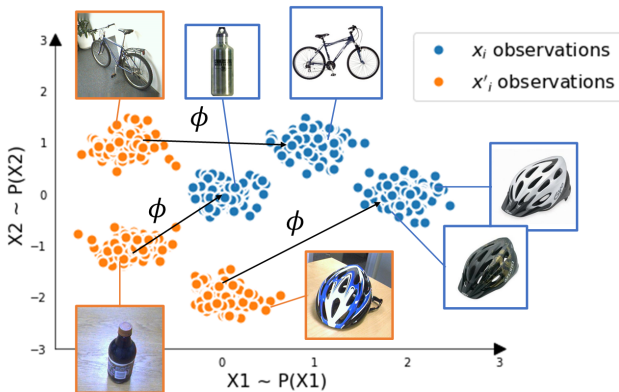 3
2
1
0
−1
−2
−3
X2 ~ P(X2)
0
1
2
3
X1 ~ P(X1)
ϕ
ϕ
ϕ
x_i observations
x'_i observations